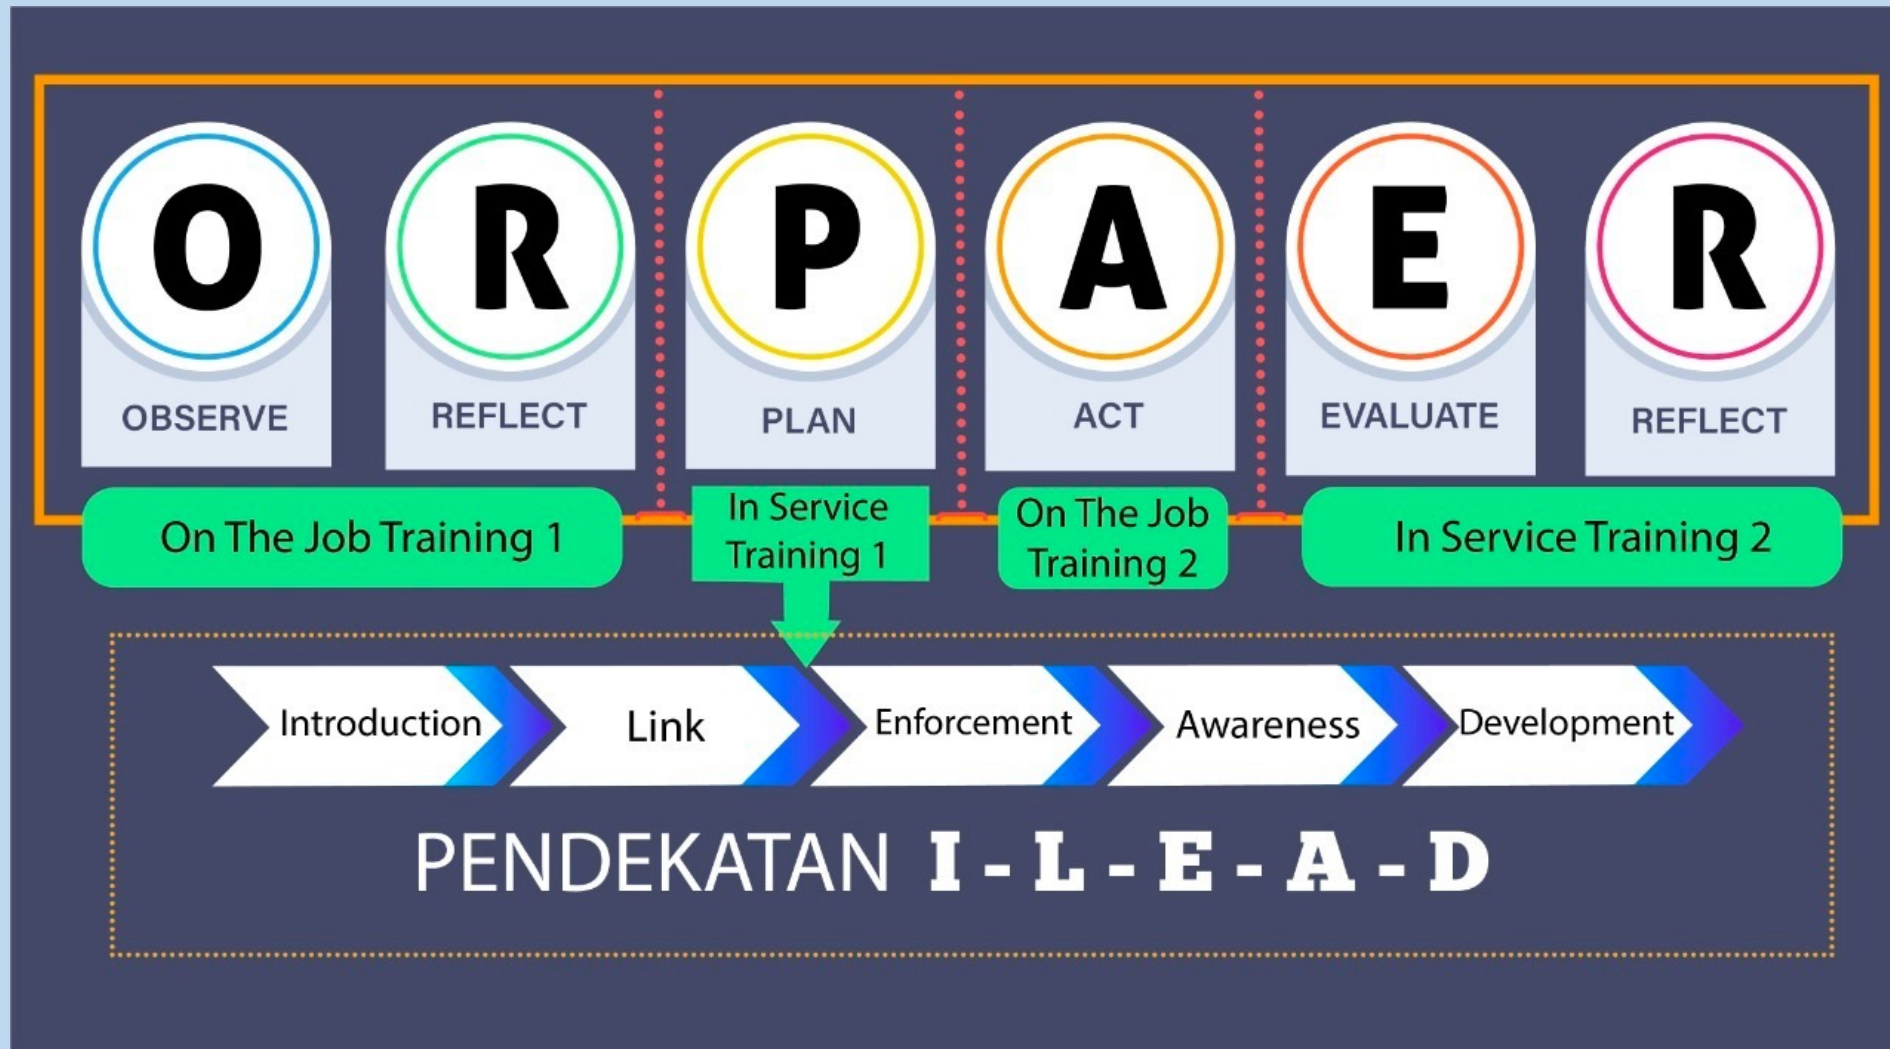 O R P A E R
OBSERVE REFLECT PLAN ACT EVALUATE REFLECT
On The Job Training 1
In Service
Training 1
On The Job
Training 2
In Service Training 2
Introduction Link Enforcement Awareness Development
PENDEKATAN I - L - E - A - D